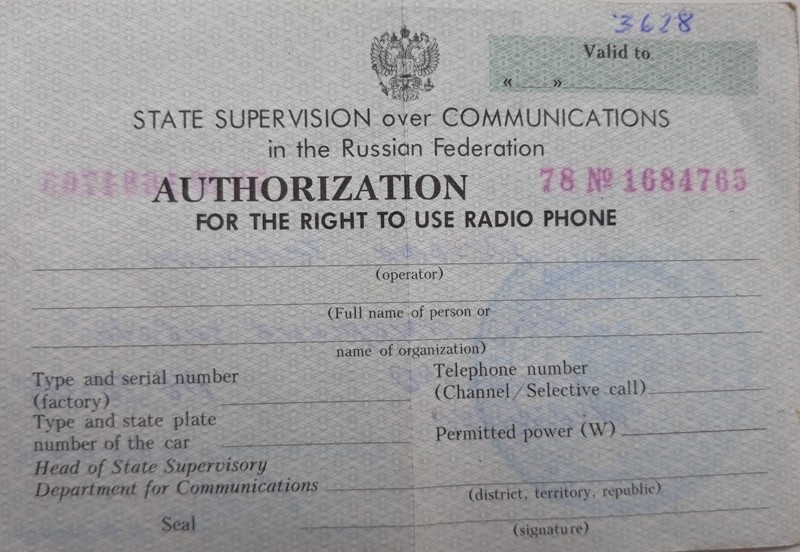 3628
Valid to
« »
STATE SUPERVISION over COMMUNICATIONS
in the Russian Federation
AUTHORIZATION 78 № 1684765
FOR THE RIGHT TO USE RADIO PHONE
(operator)
(Full name of person or
name of organization)
Type and serial number
(factory)
Telephone number
(Channel/Selective call)
Type and state plate
number of the car
Permitted power (W)
Head of State Supervisory
Department for Communications
(district, territory, republic)
Seal
(signature)